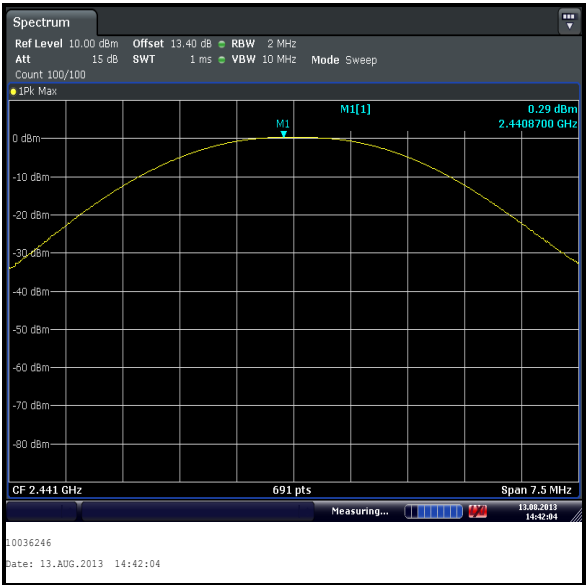 Spectrum
Ref Level 10.00 dBm Offset 13.40 dB RBW 2 MHz
Att 15 dB SWT 1 ms VBW 10 MHz Mode Sweep
Count 100/100
1Pk Max
M1[1] 0.29 dBm
2.4408700 GHz
M1
0 dBm
-10 dBm
-20 dBm
-30 dBm
-40 dBm
-50 dBm
-60 dBm
-70 dBm
-80 dBm
CF 2.441 GHz 691 pts Span 7.5 MHz
Measuring... 13.08.2013
14:42:04
10036246
Date: 13.AUG.2013 14:42:04